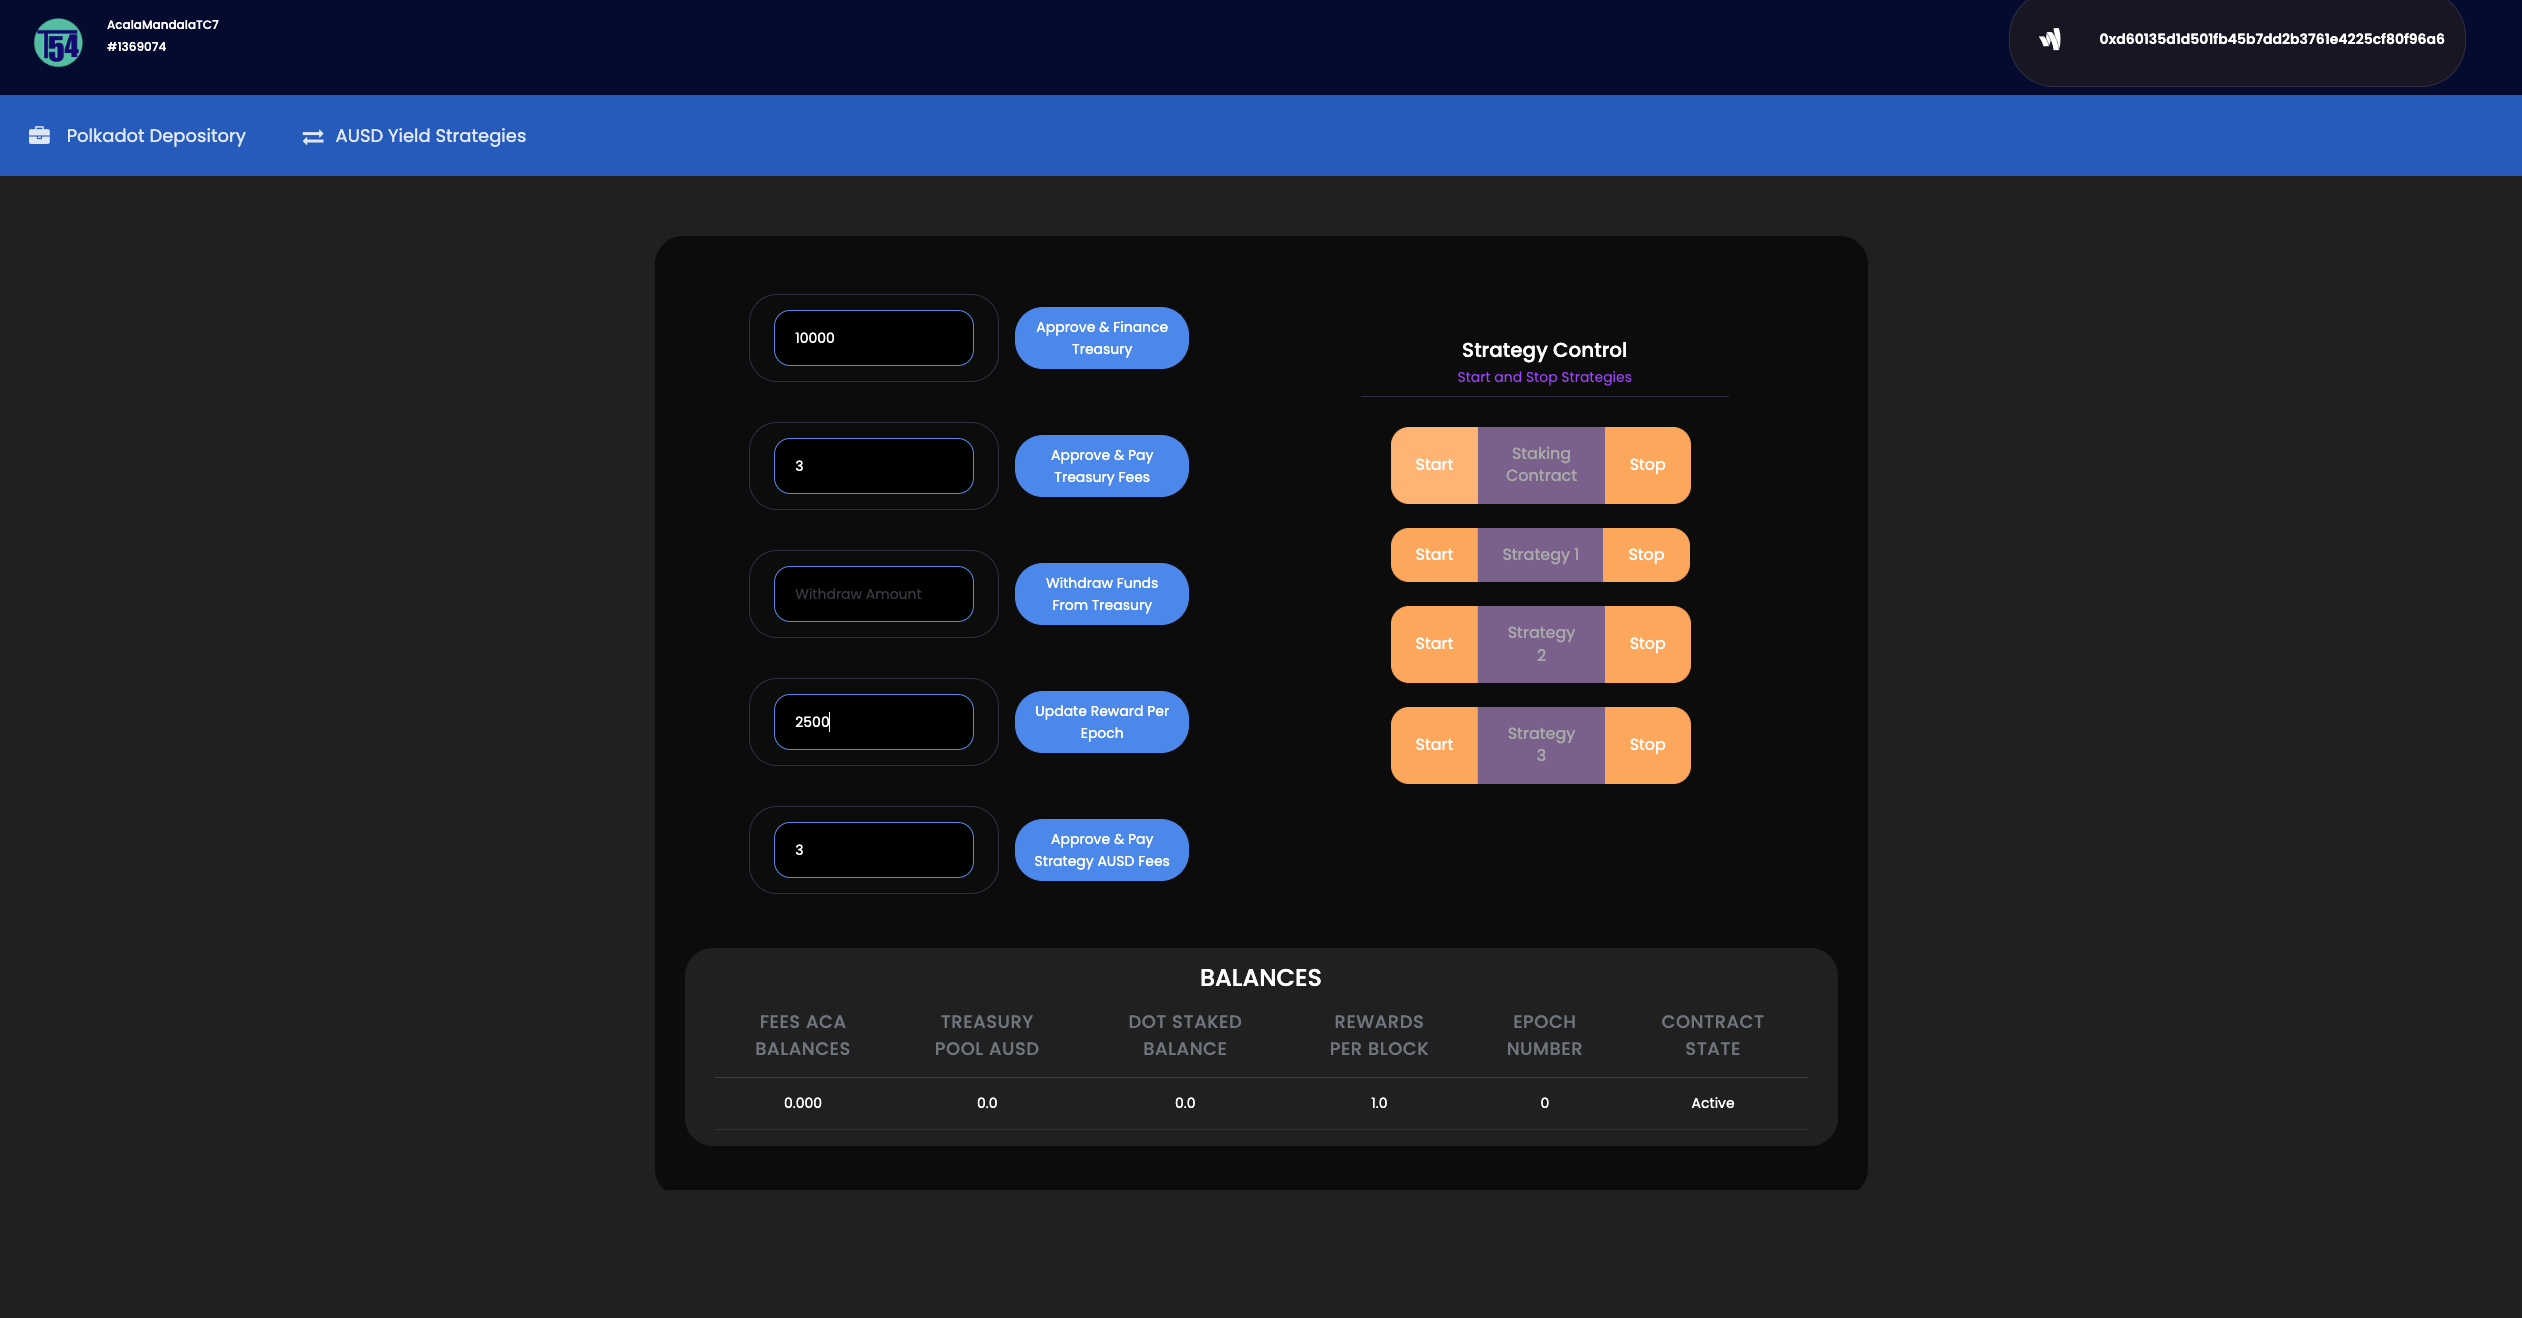 T54
AcalaMandalaTC7
#1369074
0xd60135d1d501fb45b7dd2b3761e4225cf80f96a6
Polkadot Depository
AUSD Yield Strategies
10000
Approve & Finance
Treasury
3
Approve & Pay
Treasury Fees
Withdraw Amount
Withdraw Funds
From Treasury
2500
Update Reward Per
Epoch
3
Approve & Pay
Strategy AUSD Fees
Strategy Control
Start and Stop Strategies
Start
Staking
Contract
Stop
Start
Strategy 1
Stop
Start
Strategy
2
Stop
Start
Strategy
3
Stop
BALANCES
FEES ACA
BALANCES
TREASURY
POOL AUSD
DOT STAKED
BALANCE
REWARDS
PER BLOCK
EPOCH
NUMBER
CONTRACT
STATE
0.000
0.0
0.0
1.0
0
Active